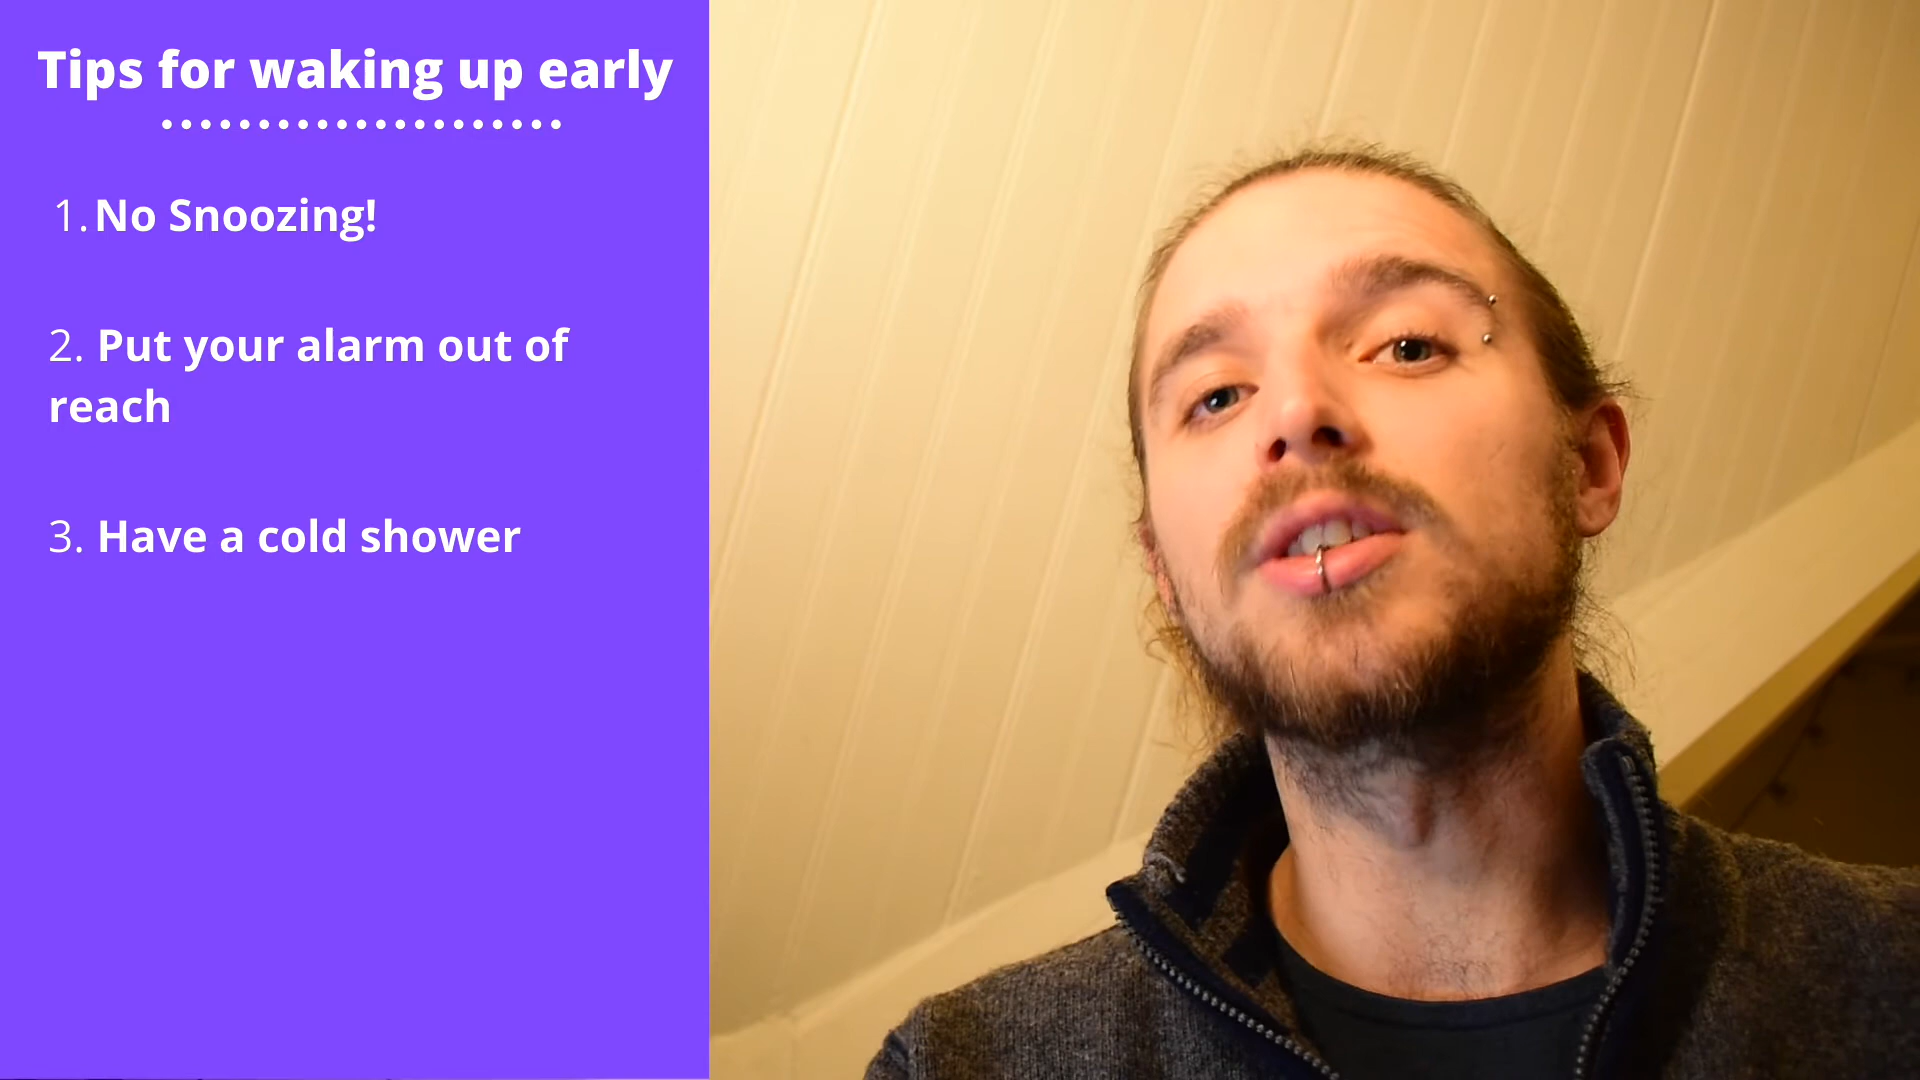 Tips for waking up early
1. No Snoozing!
2. Put your alarm out of
reach
3. Have a cold shower